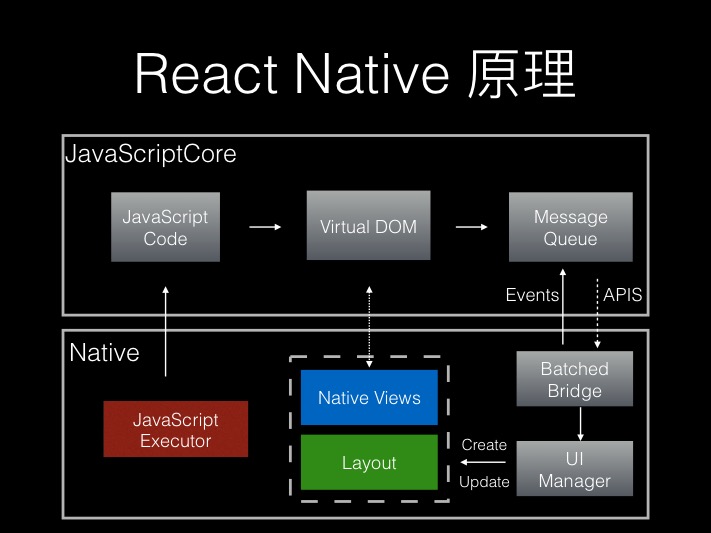 React Native 原理
JavaScriptCore
JavaScript
Code
Virtual DOM
Message
Queue
Events
APIS
Native
JavaScript
Executor
Native Views
Layout
Batched
Bridge
Create
Update
UI
Manager